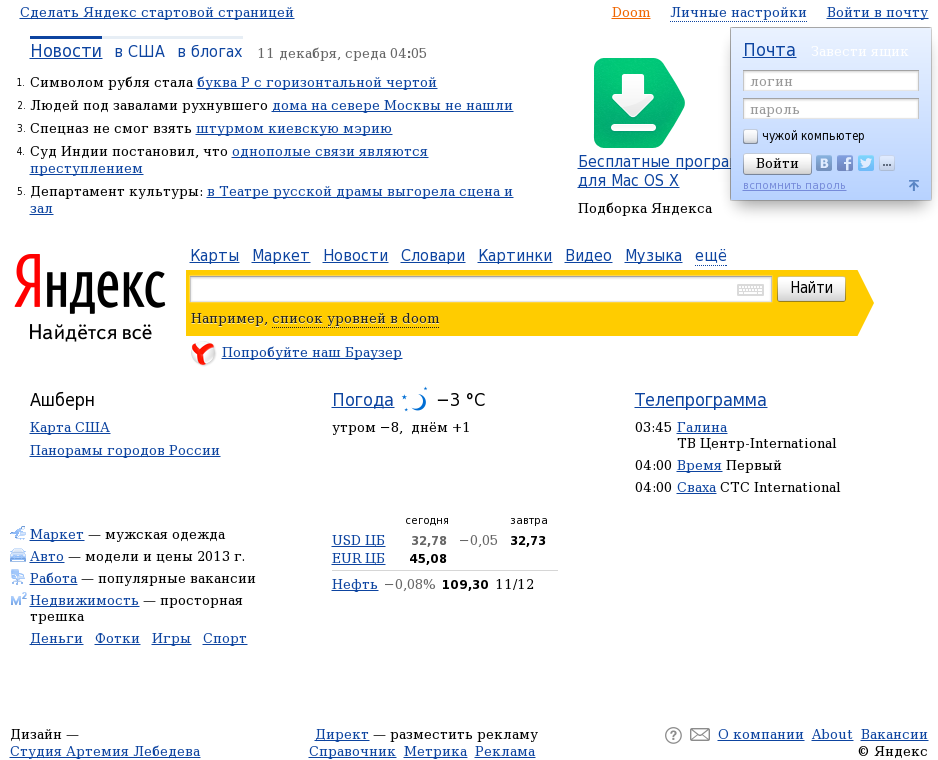 Сделать Яндекс стартовой страницей
Doom Личные настройки Войти в почту
Новости в США в блогах 11 декабря, среда 04:05
1. Символом рубля стала буква Р с горизонтальной чертой
2. Людей под завалами рухнувшего дома на севере Москвы не нашли
3. Спецназ не смог взять штурмом киевскую мэрию
4. Суд Индии постановил, что однополые связи являются
преступлением
5. Департамент культуры: в Театре русской драмы выгорела сцена и
зал
Бесплатные програм
для Mac OS X
Подборка Яндекса
Почта Завести ящик
логин
пароль
чужой компьютер
Войти
вспомнить пароль
Яндекс
Найдётся всё
Карты Маркет Новости Словари Картинки Видео Музыка ещё
Найти
Например, список уровней в doom
Попробуйте наш Браузер
Ашберн
Карта США
Панорамы городов России
Погода −3 °C
утром −8, днём +1
Телепрограмма
03:45 Галина
ТВ Центр-International
04:00 Время Первый
04:00 Сваха СТС International
Маркет — мужская одежда
Авто — модели и цены 2013 г.
Работа — популярные вакансии
м² Недвижимость — просторная
трешка
Деньги Фотки Игры Спорт
сегодня завтра
USD ЦБ 32,78 −0,05 32,73
EUR ЦБ 45,08
Нефть −0,08% 109,30 11/12
Дизайн —
Студия Артемия Лебедева
Директ — разместить рекламу
Справочник Метрика Реклама
О компании About Вакансии
© Яндекс